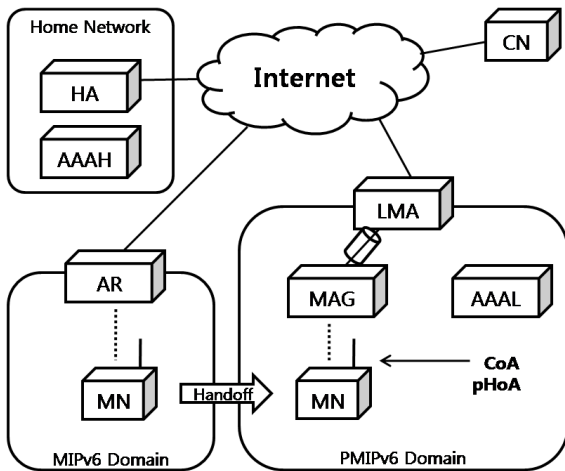 Home Network
HA
AAAH
Internet
CN
LMA
AR
MAG
AAAL
MN
Handoff
MN
CoA
pHoA
MIPv6 Domain
PMIPv6 Domain